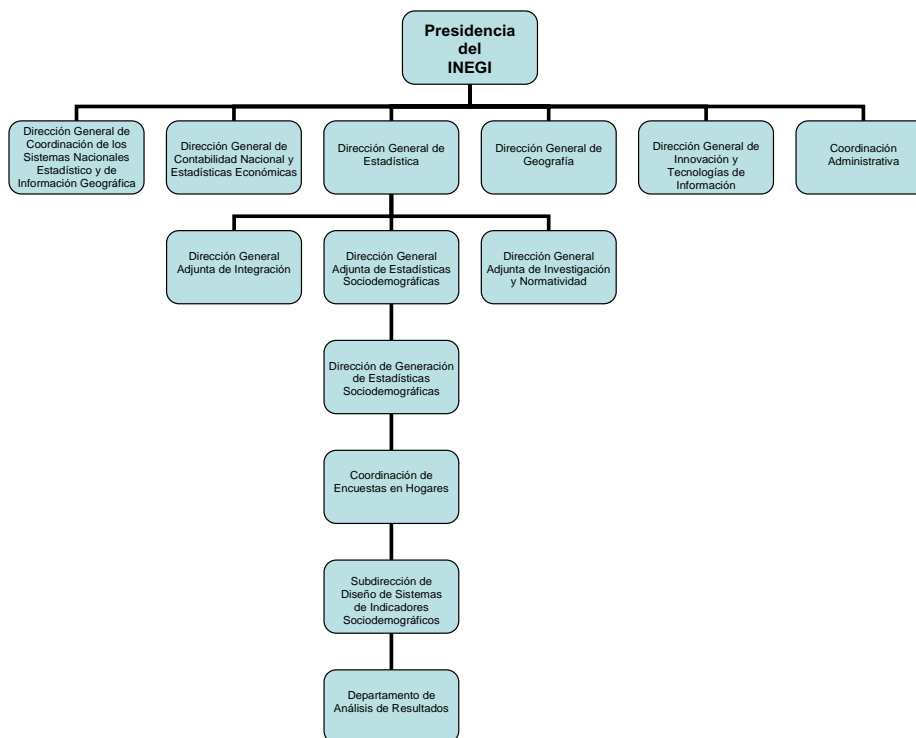 Presidencia
del
INEGI
Dirección General de
Coordinación de los
Sistemas Nacionales
Estadístico y de
Información Geográfica
Dirección General de
Contabilidad Nacional y
Estadísticas Económicas
Dirección General de
Estadística
Dirección General de
Geografía
Dirección General de
Innovación y
Tecnologías de
Información
Coordinación
Administrativa
Dirección General
Adjunta de Integración
Dirección General
Adjunta de Estadísticas
Sociodemográficas
Dirección General
Adjunta de Investigación
y Normatividad
Dirección de Generación
de Estadísticas
Sociodemográficas
Coordinación de
Encuestas en Hogares
Subdirección de
Diseño de Sistemas
de Indicadores
Sociodemográficos
Departamento de
Análisis de Resultados